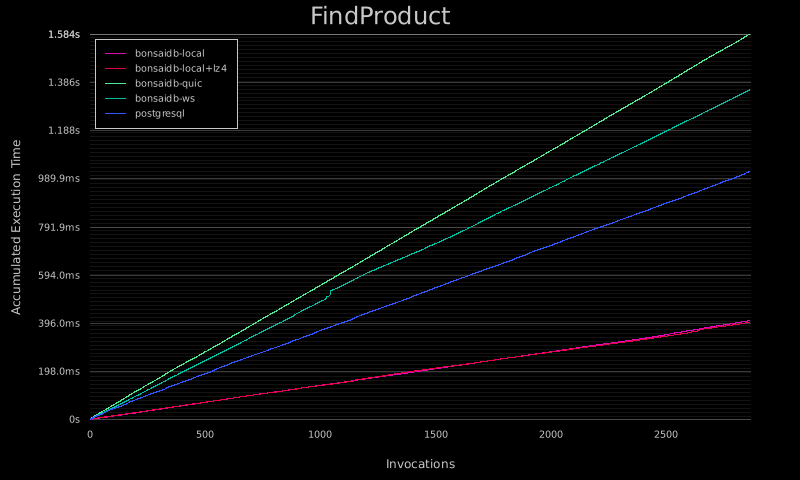 FindProduct
1.584s
bonsaidb-local
bonsaidb-local+lz4
bonsaidb-quic
bonsaidb-ws
postgresql
1.386s
1.188s
989.9ms
791.9ms
594.0ms
396.0ms
198.0ms
0s
Accumulated Execution Time
0 500 1000 1500 2000 2500
Invocations